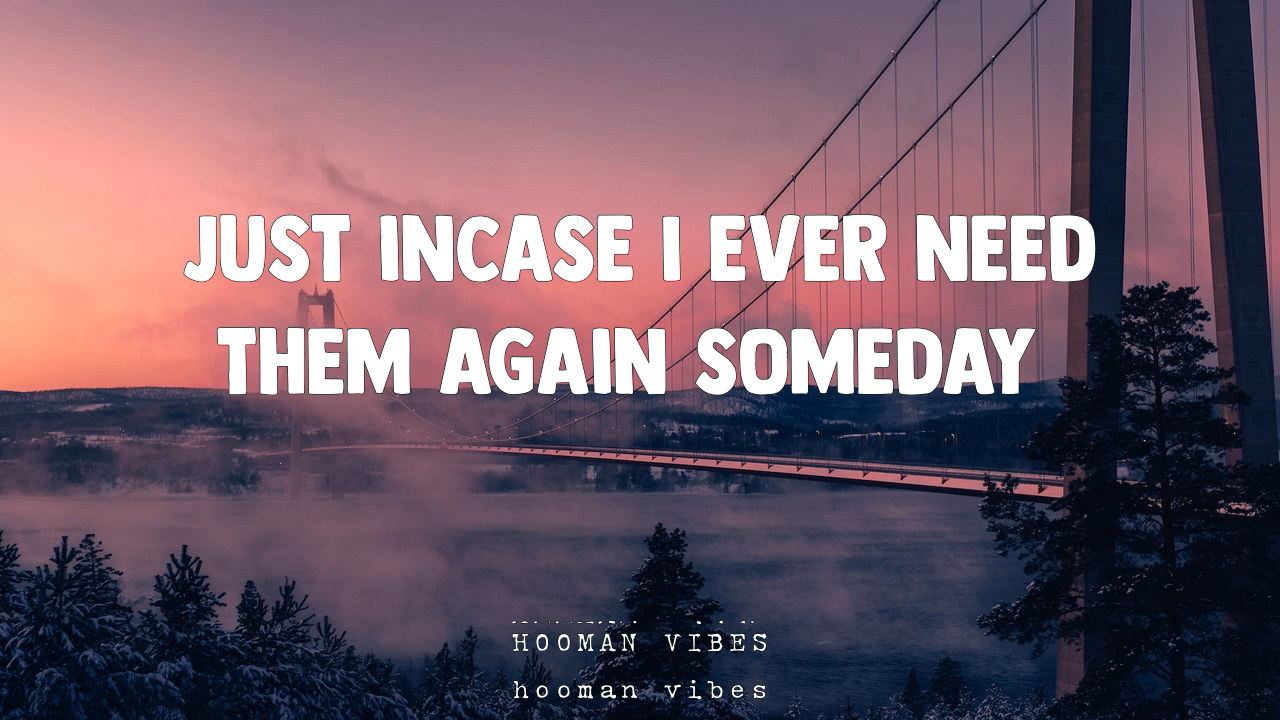 JUST INCASE I EVER NEED
THEM AGAIN SOMEDAY
HOOMAN VIBES
hooman vibes